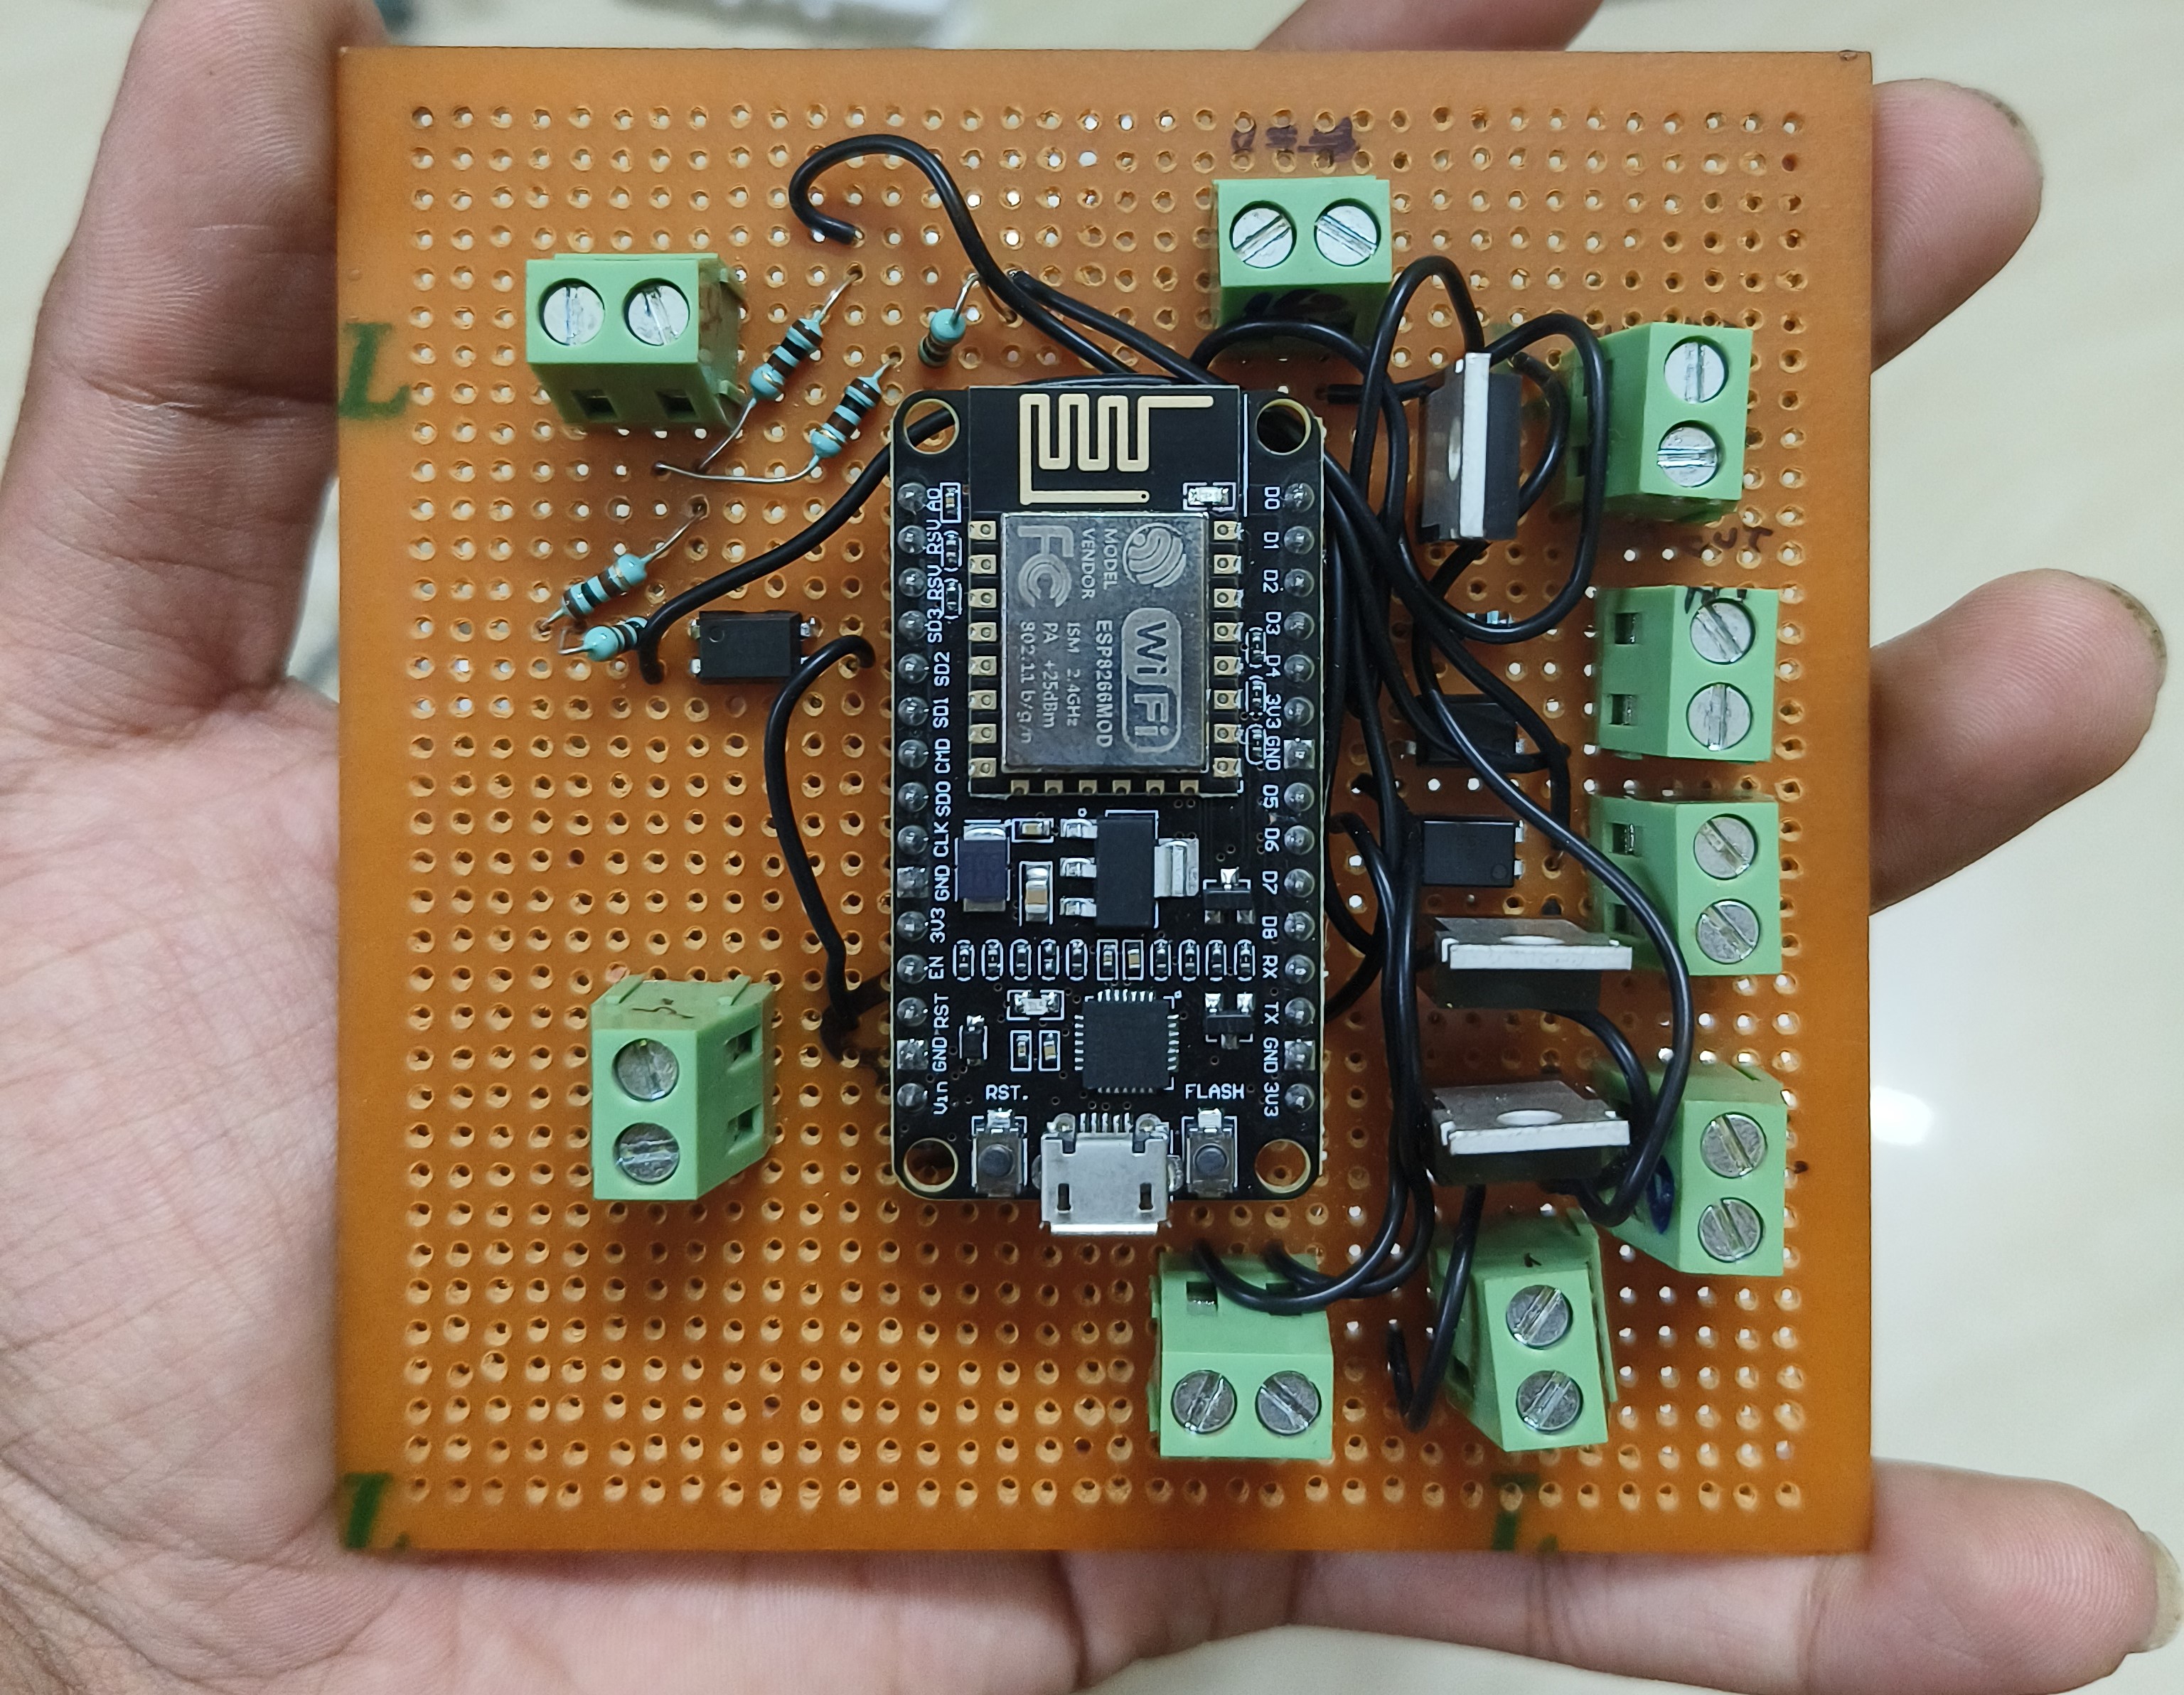 L
A0
RSV
RSV
SD3
SD2
SD1
CMD
SD0
CLK
GND
3V3
EN
RST
GND
Vin
MODEL
VENDOR
FC
WiFi
ESP8266MOD
ISM 2.4GHz
PA +25dBm
802.11b/g/n
D0
D1
D2
D3
D4
3V3
GND
D5
D6
D7
D8
RX
TX
GND
3V3
RST.
FLASH
L
L